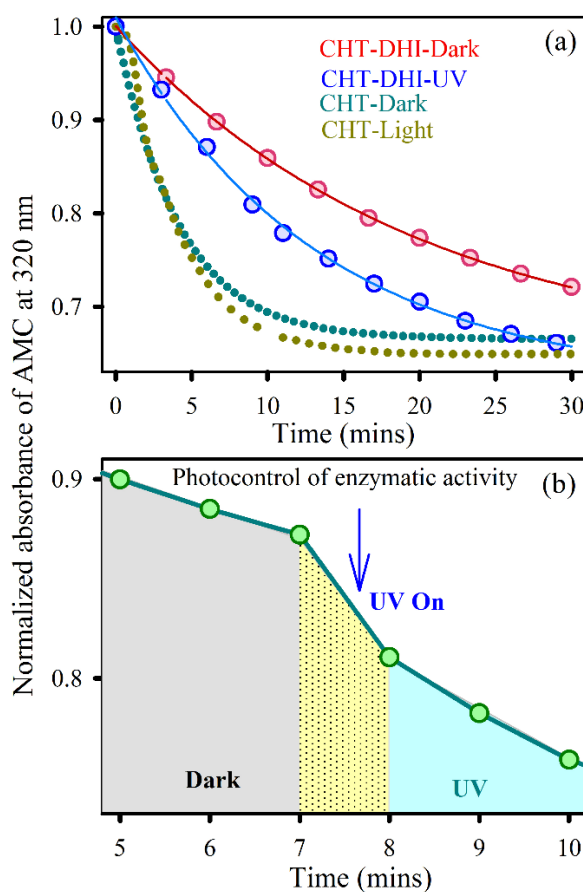 Normalized absorbance of AMC at 320 nm
(a)
CHT-DHI-Dark
CHT-DHI-UV
CHT-Dark
CHT-Light
1.0
0.9
0.8
0.7
0 5 10 15 20 25 30
Time (mins)
Photocontrol of enzymatic activity (b)
UV On
Dark
UV
0.9
0.8
5 6 7 8 9 10
Time (mins)